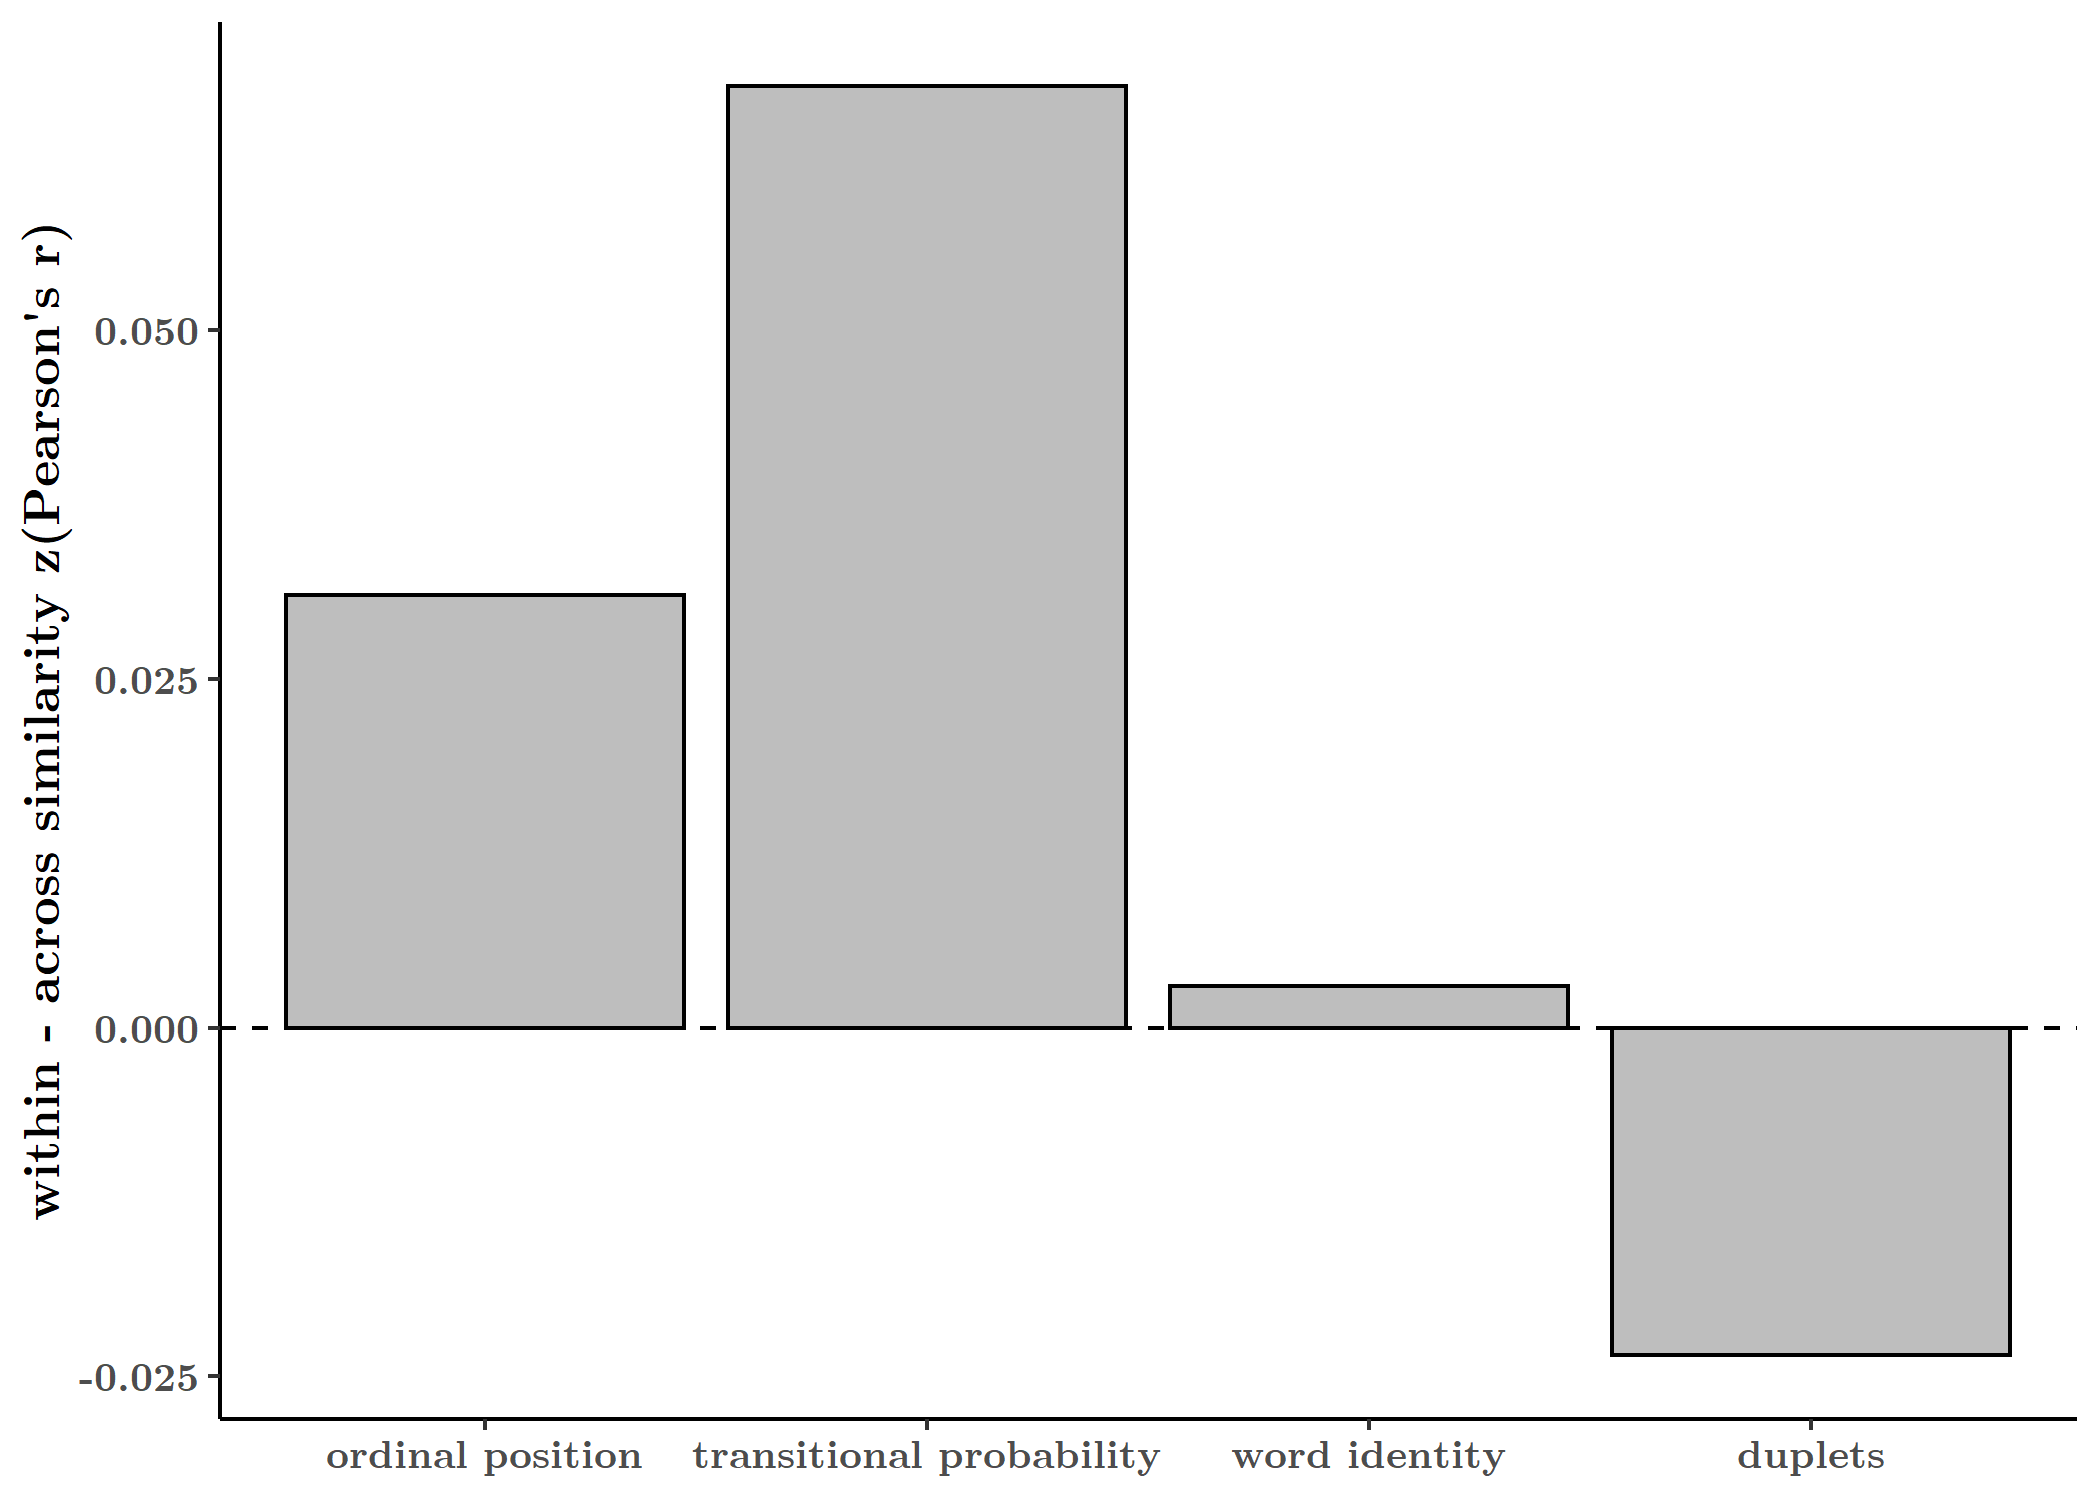 within - across similarity z(Pearson's r)
0.050
0.025
0.000
-0.025
ordinal position
transitional probability
word identity
duplets